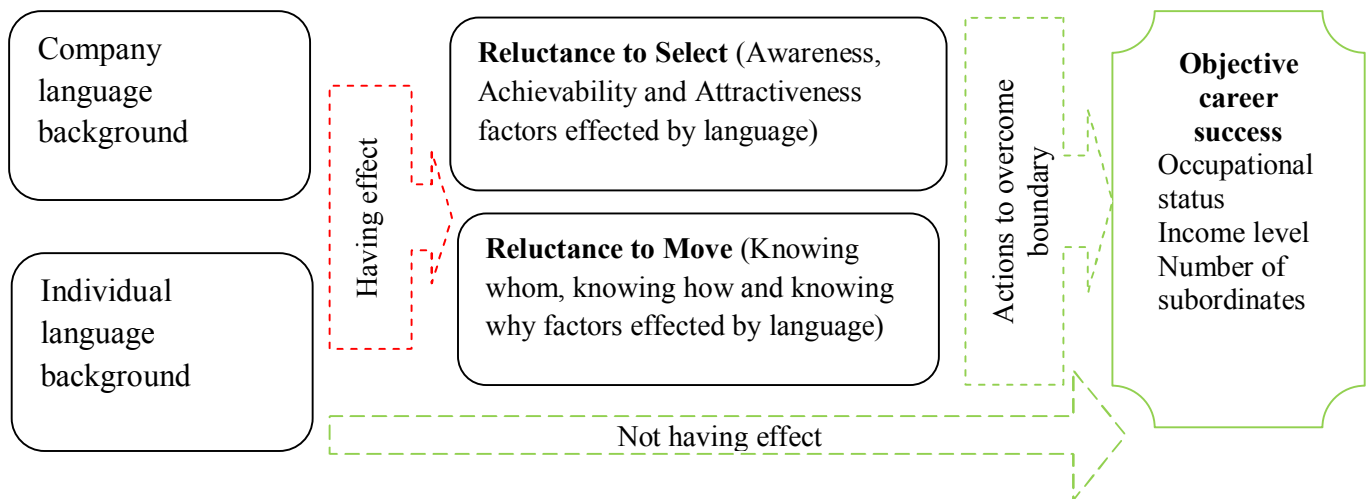 Company
language
background
Individual
language
background
Having effect
Reluctance to Select (Awareness,
Achievability and Attractiveness
factors effected by language)
Reluctance to Move (Knowing
whom, knowing how and knowing
why factors effected by language)
Actions to overcome
boundary
Not having effect
Objective
career
success
Occupational
status
Income level
Number of
subordinates